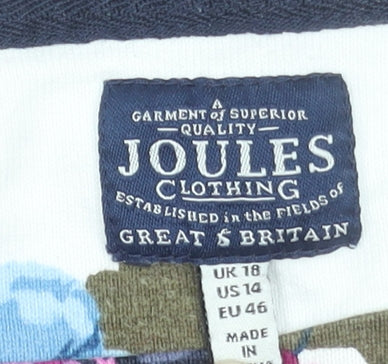 A
GARMENT of SUPERIOR
—QUALITY—
JOULES
CLOTHING
ESTABLISHED in the FIELDS OF
GREAT & BRITAIN
UK 18
US 14
EU 46
MADE
IN